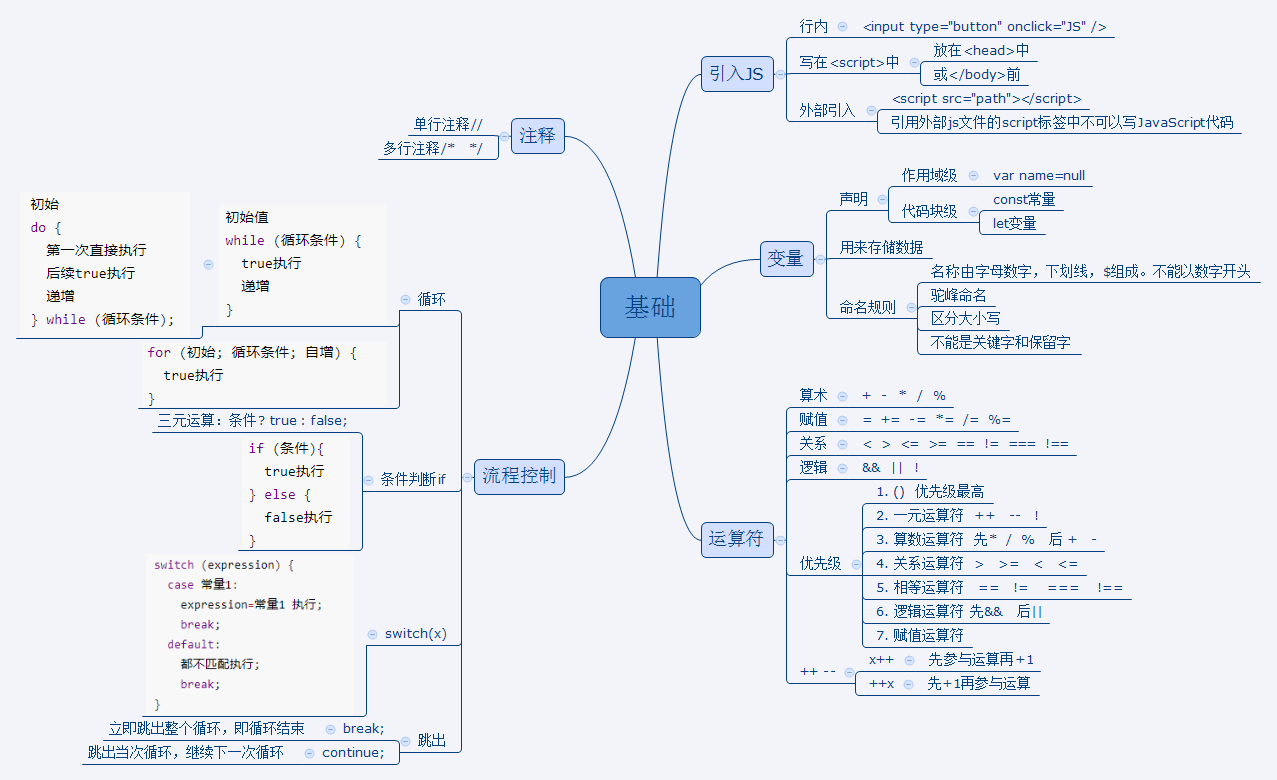 基础
引入JS
行内
<input type="button" onclick="JS" />
写在<script>中
放在<head>中
或</body>前
外部引入
<script src="path"></script>
引用外部js文件的script标签中不可以写JavaScript代码
变量
声明
作用域级
var name=null
代码块级
const常量
let变量
用来存储数据
命名规则
名称由字母数字，下划线，$组成。不能以数字开头
驼峰命名
区分大小写
不能是关键字和保留字
运算符
算术
+ - * / %
赋值
= += -= *= /= %=
关系
< > <= >= == != === !==
逻辑
&& || !
优先级
1. () 优先级最高
2. 一元运算符 ++ -- !
3. 算数运算符 先* / % 后 + -
4. 关系运算符 > >= < <=
5. 相等运算符 == != === !==
6. 逻辑运算符 先&& 后||
7. 赋值运算符
++ --
x++
先参与运算再+1
++x
先+1再参与运算
注释
单行注释//
多行注释/* */
流程控制
循环
初始值
while (循环条件) {
true执行
递增
}
初始
do {
第一次直接执行
后续true执行
递增
} while (循环条件);
for (初始; 循环条件; 自增) {
true执行
}
条件判断if
三元运算：条件? true : false;
if (条件){
true执行
} else {
false执行
}
switch(x)
switch (expression) {
case 常量1:
expression=常量1 执行;
break;
default:
都不匹配执行;
break;
}
跳出
break;
立即跳出整个循环，即循环结束
continue;
跳出当次循环，继续下一次循环